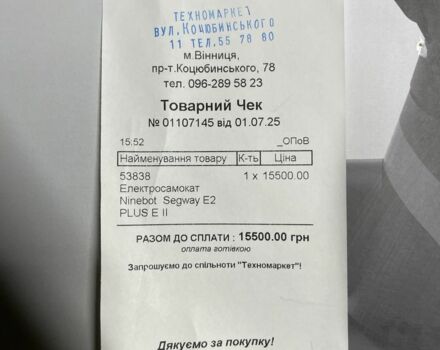 ТЕХНОМАРКЕТ
ВУЛ.КОЦЮБИНСЬКОГО
11 ТЕЛ.55 78 80
м.Вінниця,
пр-т.Коцюбинського, 78
тел. 096-289 58 23
Товарний Чек
№ 01107145 від 01.07.25
15:52 _ОПоВ
Найменування товару К-ть Ціна
53838 1 x 15500.00
Електросамокат
Ninebot Segway E2
PLUS E II
РАЗОМ ДО СПЛАТИ : 15500.00 грн
оплата готівкою
Запрошуємо до спільноти "Техномаркет"!
Дякуємо за покупку!